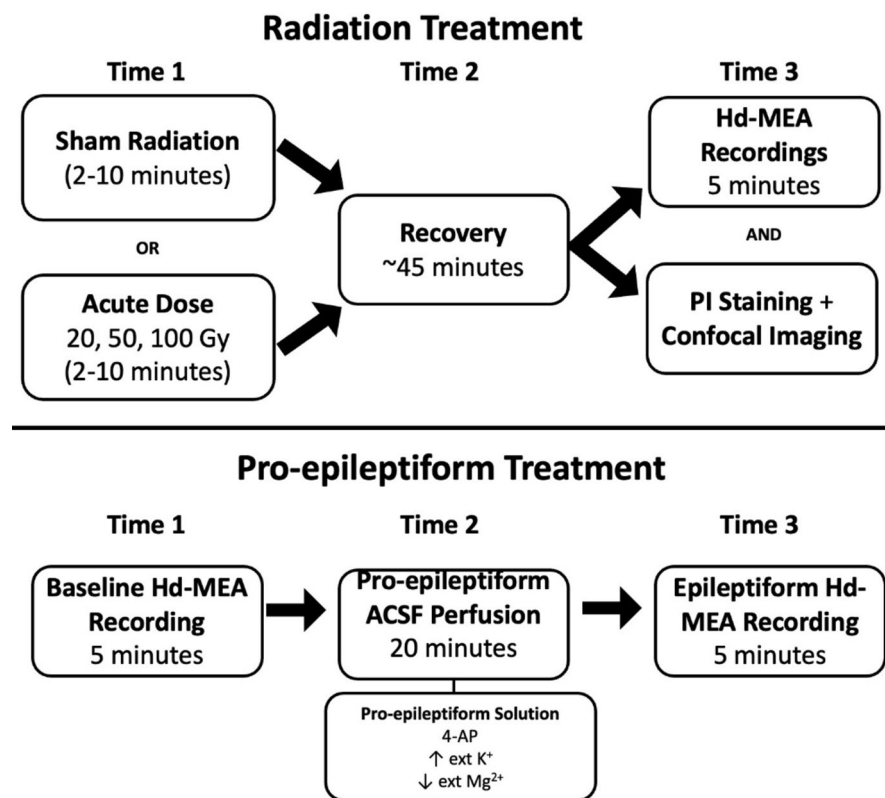 Radiation Treatment
Time 1
Time 2
Time 3
Sham Radiation
(2-10 minutes)
OR
Acute Dose
20, 50, 100 Gy
(2-10 minutes)
Recovery
~45 minutes
Hd-MEA
Recordings
5 minutes
AND
PI Staining +
Confocal Imaging
Pro-epileptiform Treatment
Time 1
Time 2
Time 3
Baseline Hd-MEA
Recording
5 minutes
Pro-epileptiform
ACSF Perfusion
20 minutes
Pro-epileptiform Solution
4-AP
↑ ext K⁺
↓ ext Mg²⁺
Epileptiform Hd-
MEA Recording
5 minutes